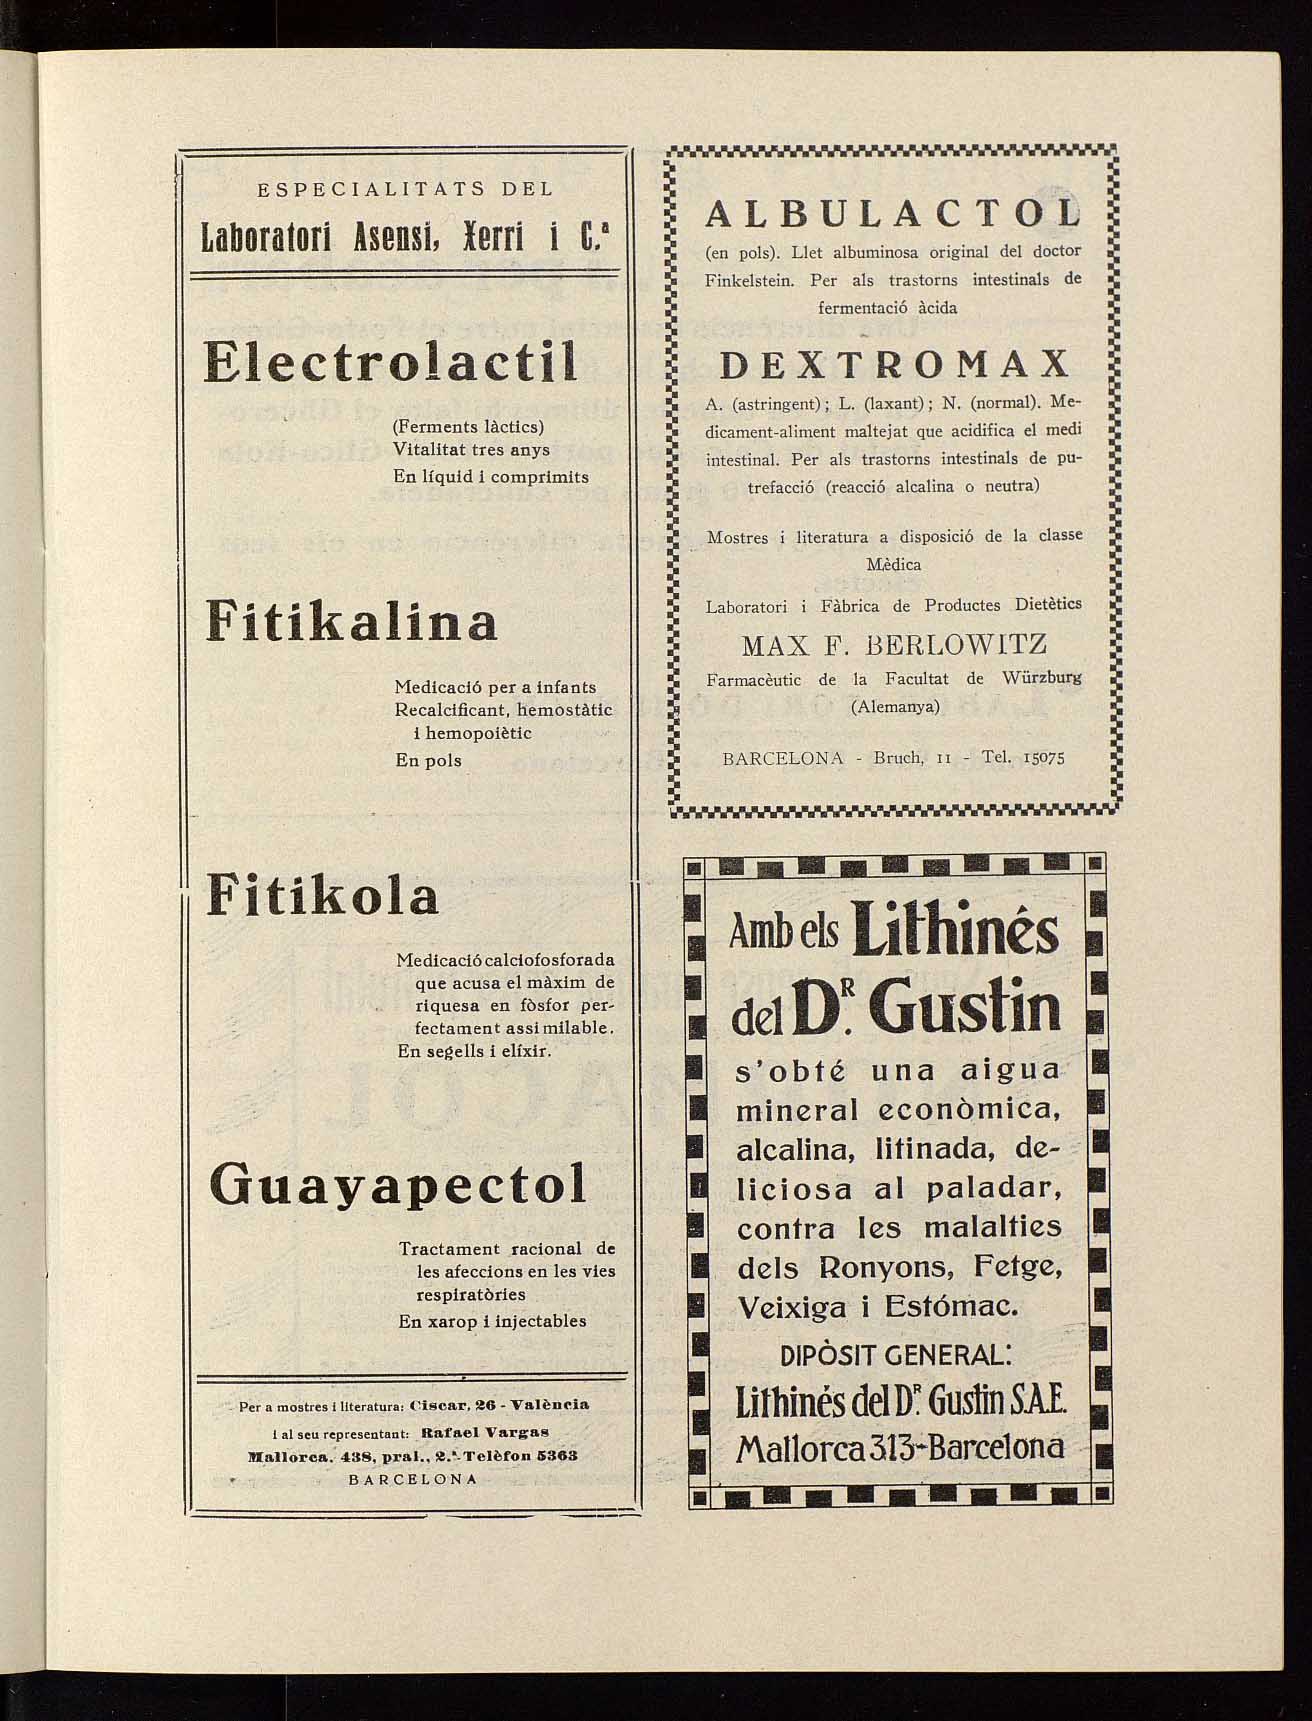 ESPECIALITATS DEL
Laboratori Asensi, Xerri i C.ª
Electrolactil
(Ferments làctics)
Vitalitat tres anys
En líquid i comprimits
Fitikalina
Medicació per a infants
Recalcificant, hemostàtic
i hemopoiètic
En pols
Fitikola
Medicació calciofosforada
que acusa el màxim de
riquesa en fòsfor per-
fectament assimilable.
En segells i elíxir.
Guayapectol
Tractament racional de
les afeccions en les vies
respiratòries
En xarop i injectables
Per a mostres i literatura: Ciscar, 26 - València
i al seu representant: Rafael Vargas
Mallorca, 438, pral., 2.ª-Telèfon 5363
BARCELONA
ALBULACTOL
(en pols). Llet albuminosa original del doctor
Finkelstein. Per als trastorns intestinals de
fermentació àcida
DEXTROMAX
A. (astringent); L. (laxant); N. (normal). Me-
dicament-aliment maltejat que acidifica el medi
intestinal. Per als trastorns intestinals de pu-
trefacció (reacció alcalina o neutra)
Mostres i literatura a disposició de la classe
Mèdica
Laboratori i Fàbrica de Productes Dietètics
MAX F. BERLOWITZ
Farmacèutic de la Facultat de Würzburg
(Alemanya)
BARCELONA - Bruch, 11 - Tel. 15075
Amb els Lithinés
del DR. Gustin
s'obté una aigua
mineral econòmica,
alcalina, litinada, de-
liciosa al paladar,
contra les malalties
dels Ronyons, Fetge,
Veixiga i Estómac.
DIPÒSIT GENERAL:
Lithinés del DR. Gustin S.A.E.
Mallorca 313-Barcelona